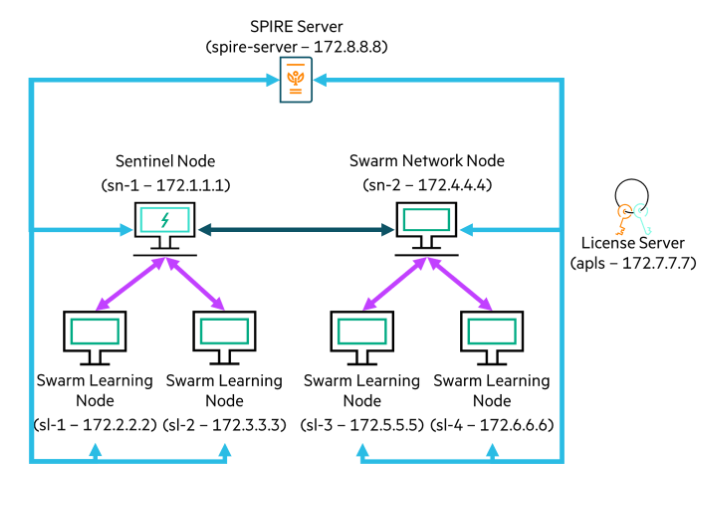 SPIRE Server
(spire-server – 172.8.8.8)
Sentinel Node
(sn-1 – 172.1.1.1)
Swarm Network Node
(sn-2 – 172.4.4.4)
License Server
(apls – 172.7.7.7)
Swarm Learning
Node
(sl-1 – 172.2.2.2)
Swarm Learning
Node
(sl-2 – 172.3.3.3)
Swarm Learning
Node
(sl-3 – 172.5.5.5)
Swarm Learning
Node
(sl-4 – 172.6.6.6)